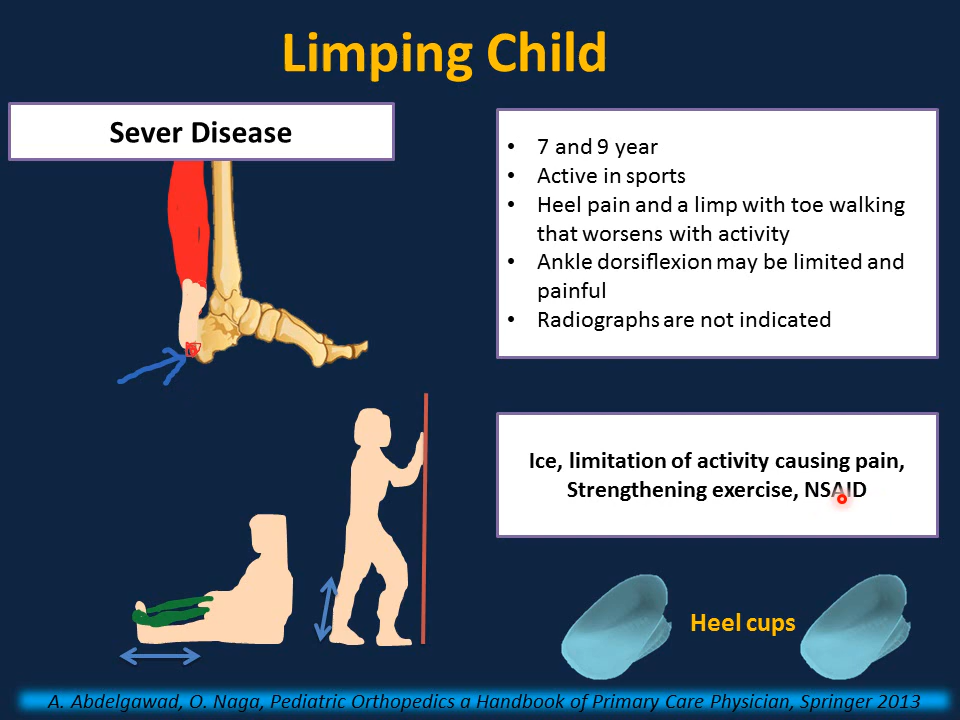 Limping Child
Sever Disease
• 7 and 9 year
• Active in sports
• Heel pain and a limp with toe walking
that worsens with activity
• Ankle dorsiflexion may be limited and
painful
• Radiographs are not indicated
Ice, limitation of activity causing pain,
Strengthening exercise, NSAID
Heel cups
A. Abdelgawad, O. Naga, Pediatric Orthopedics a Handbook of Primary Care Physician, Springer 2013